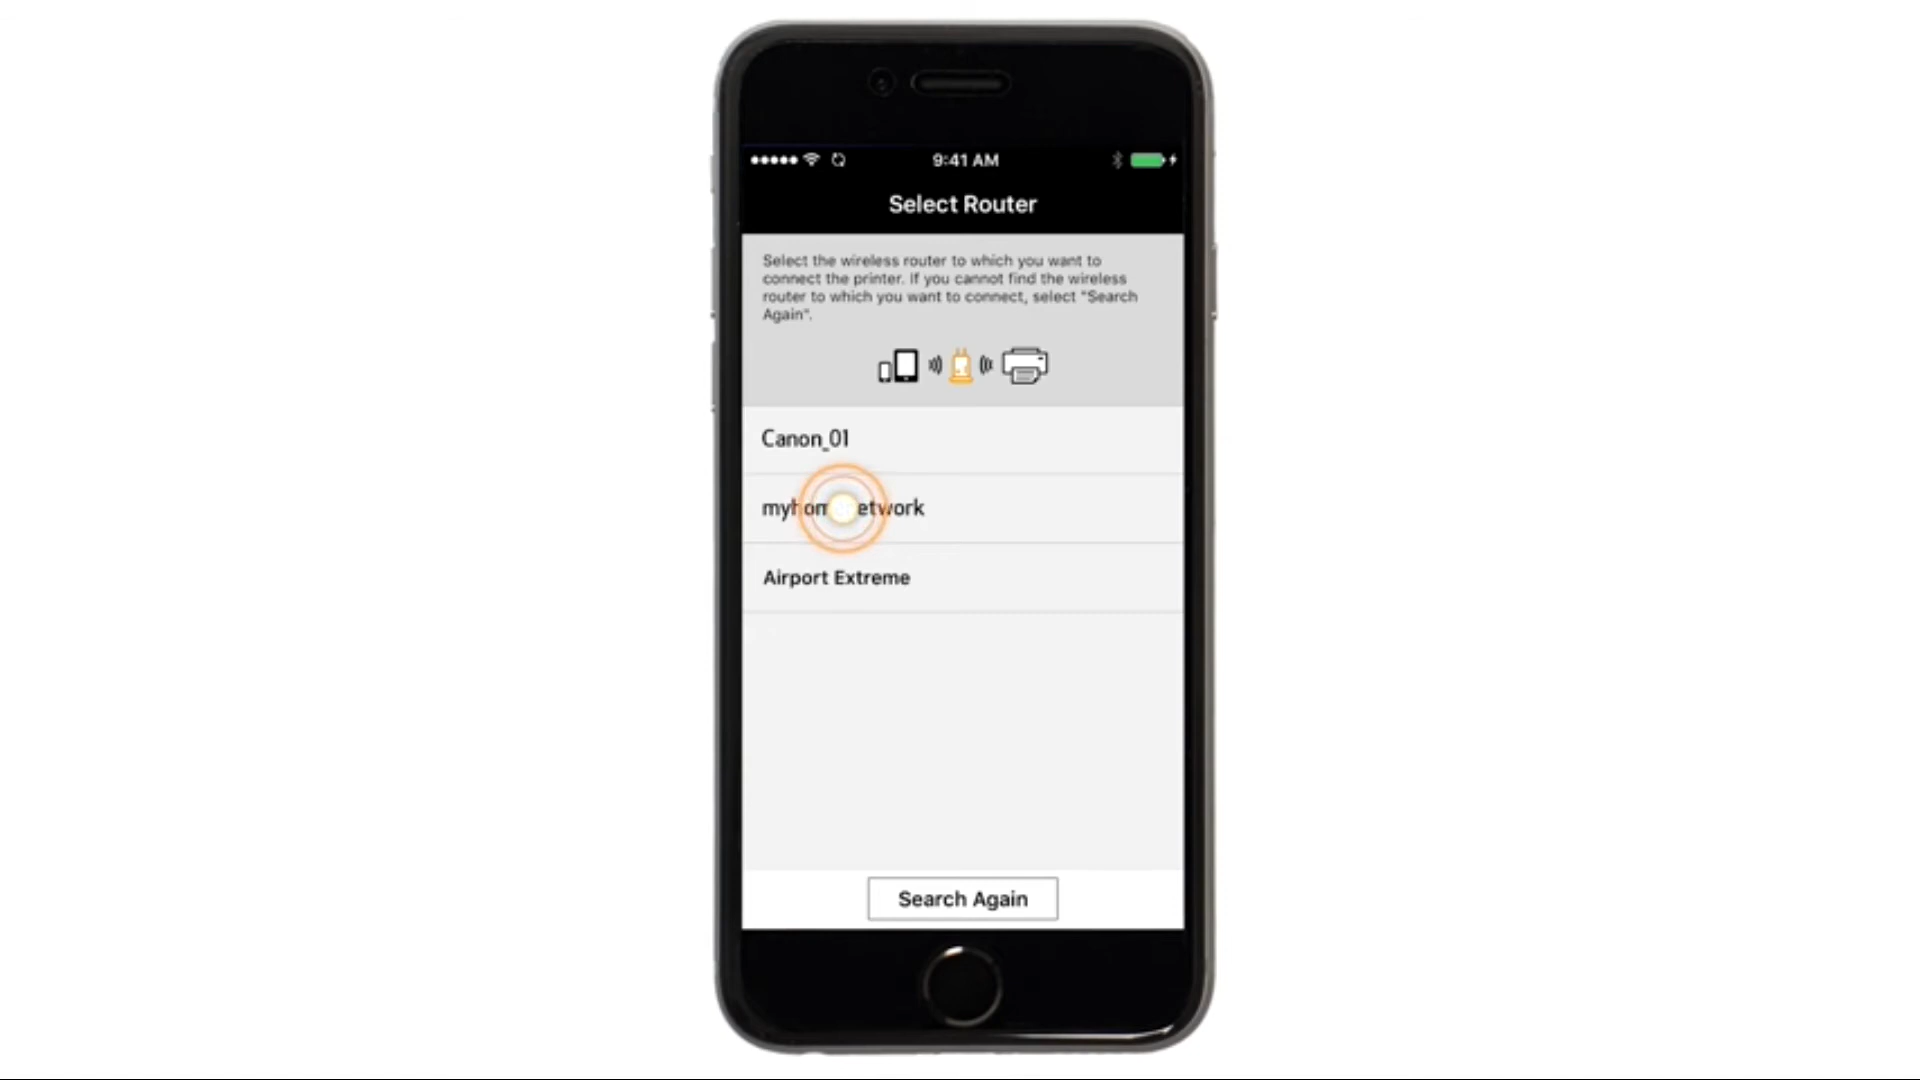 9:41 AM
Select Router
Select the wireless router to which you want to
connect the printer. If you cannot find the wireless
router to which you want to connect, select "Search
Again".
Canon_01
myhomenetwork
Airport Extreme
Search Again